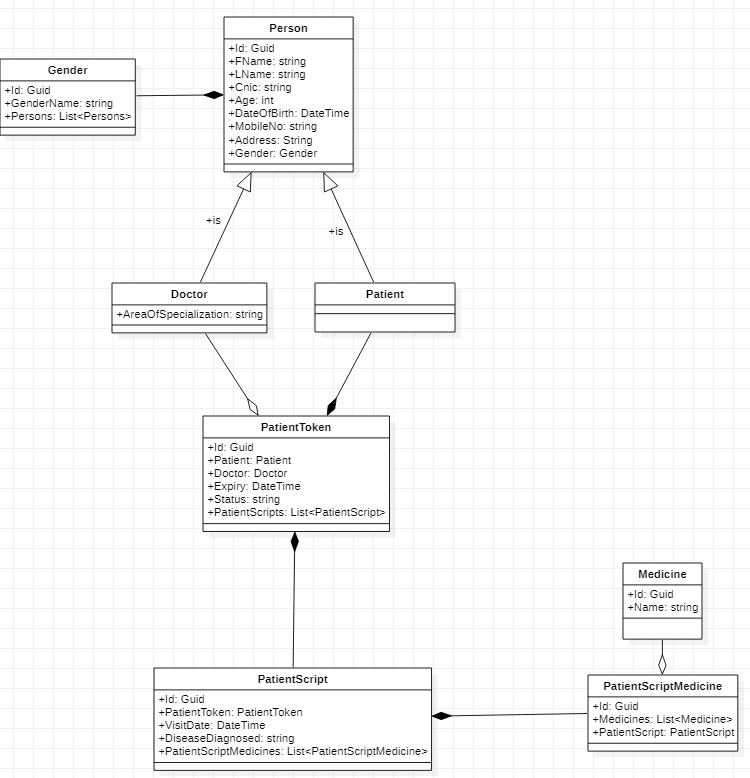 Person
+Id: Guid
+FName: string
+LName: string
+Cnic: string
+Age: int
+DateOfBirth: DateTime
+MobileNo: string
+Address: String
+Gender: Gender
Gender
+Id: Guid
+GenderName: string
+Persons: List<Persons>
+is
+is
Doctor
+AreaOfSpecialization: string
Patient
PatientToken
+Id: Guid
+Patient: Patient
+Doctor: Doctor
+Expiry: DateTime
+Status: string
+PatientScripts: List<PatientScript>
Medicine
+Id: Guid
+Name: string
PatientScript
+Id: Guid
+PatientToken: PatientToken
+VisitDate: DateTime
+DiseaseDiagnosed: string
+PatientScriptMedicines: List<PatientScriptMedicine>
PatientScriptMedicine
+Id: Guid
+Medicines: List<Medicine>
+PatientScript: PatientScript